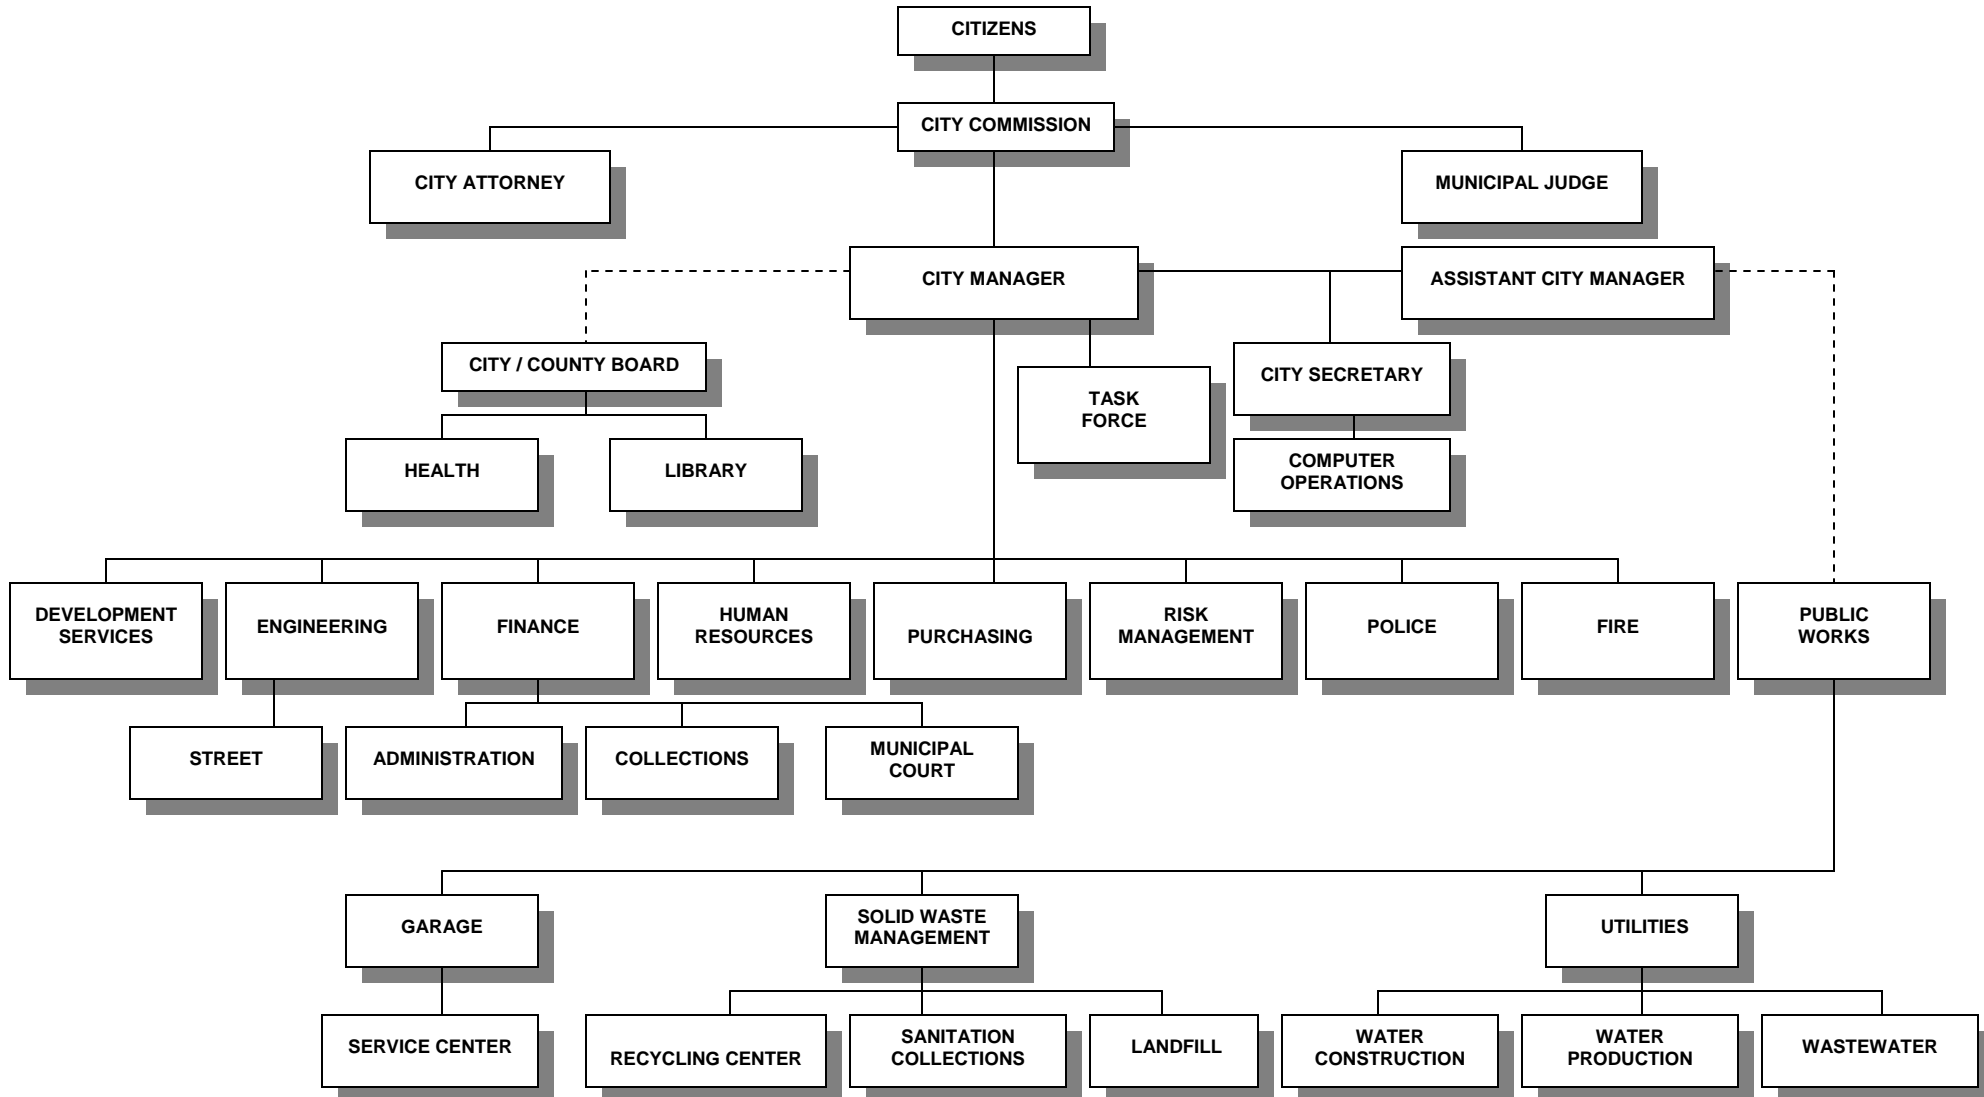 CITIZENS
CITY COMMISSION
CITY ATTORNEY
MUNICIPAL JUDGE
CITY MANAGER
ASSISTANT CITY MANAGER
CITY / COUNTY BOARD
TASK
FORCE
CITY SECRETARY
HEALTH
LIBRARY
COMPUTER
OPERATIONS
DEVELOPMENT
SERVICES
ENGINEERING
FINANCE
HUMAN
RESOURCES
PURCHASING
RISK
MANAGEMENT
POLICE
FIRE
PUBLIC
WORKS
STREET
ADMINISTRATION
COLLECTIONS
MUNICIPAL
COURT
GARAGE
SOLID WASTE
MANAGEMENT
UTILITIES
SERVICE CENTER
RECYCLING CENTER
SANITATION
COLLECTIONS
LANDFILL
WATER
CONSTRUCTION
WATER
PRODUCTION
WASTEWATER